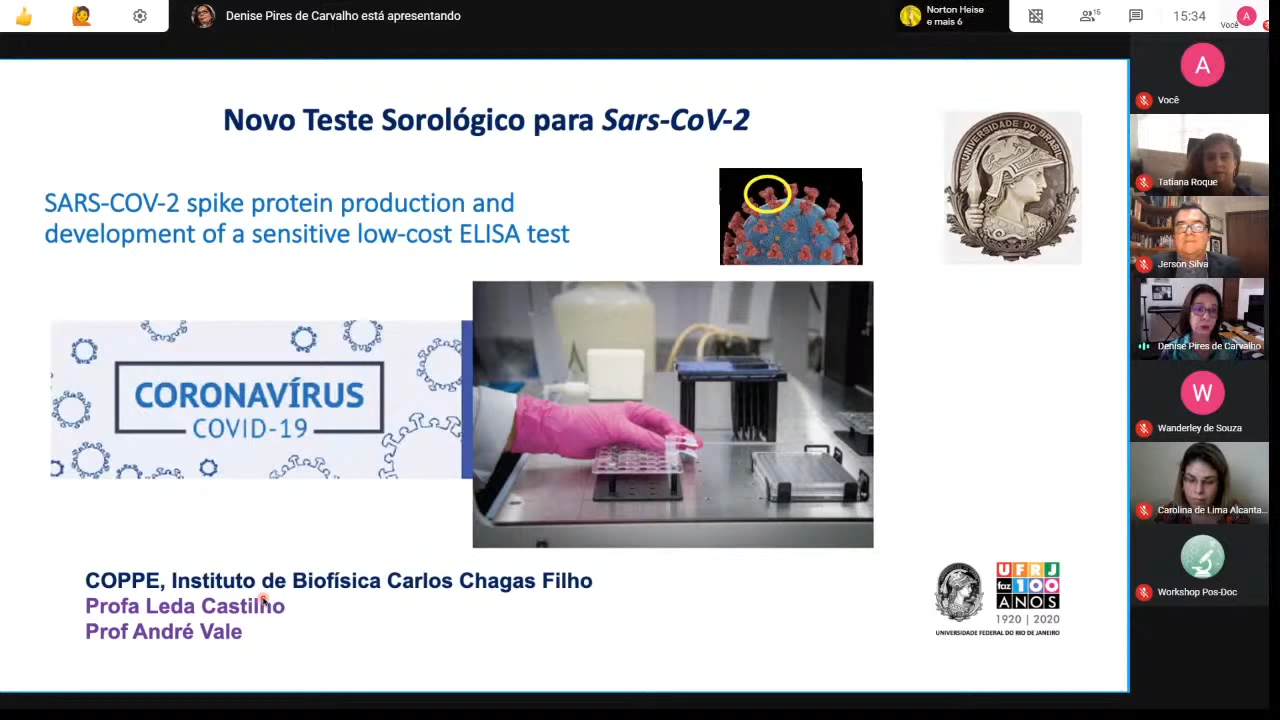 Denise Pires de Carvalho está apresentando
Norton Heise
e mais 6
15
15:34
Você
A
A
Você
Novo Teste Sorológico para Sars-CoV-2
UNIVERSIDADE DO BRASIL
Tatiana Roque
SARS-COV-2 spike protein production and
development of a sensitive low-cost ELISA test
Jerson Silva
Denise Pires de Carvalho
CORONAVÍRUS
COVID-19
W
Wanderley de Souza
Carolina de Lima Alcanta...
COPPE, Instituto de Biofísica Carlos Chagas Filho
Profa Leda Castilho
Prof André Vale
UFRJ
faz 100
ANOS
1920 | 2020
UNIVERSIDADE FEDERAL DO RIO DE JANEIRO
Workshop Pos-Doc